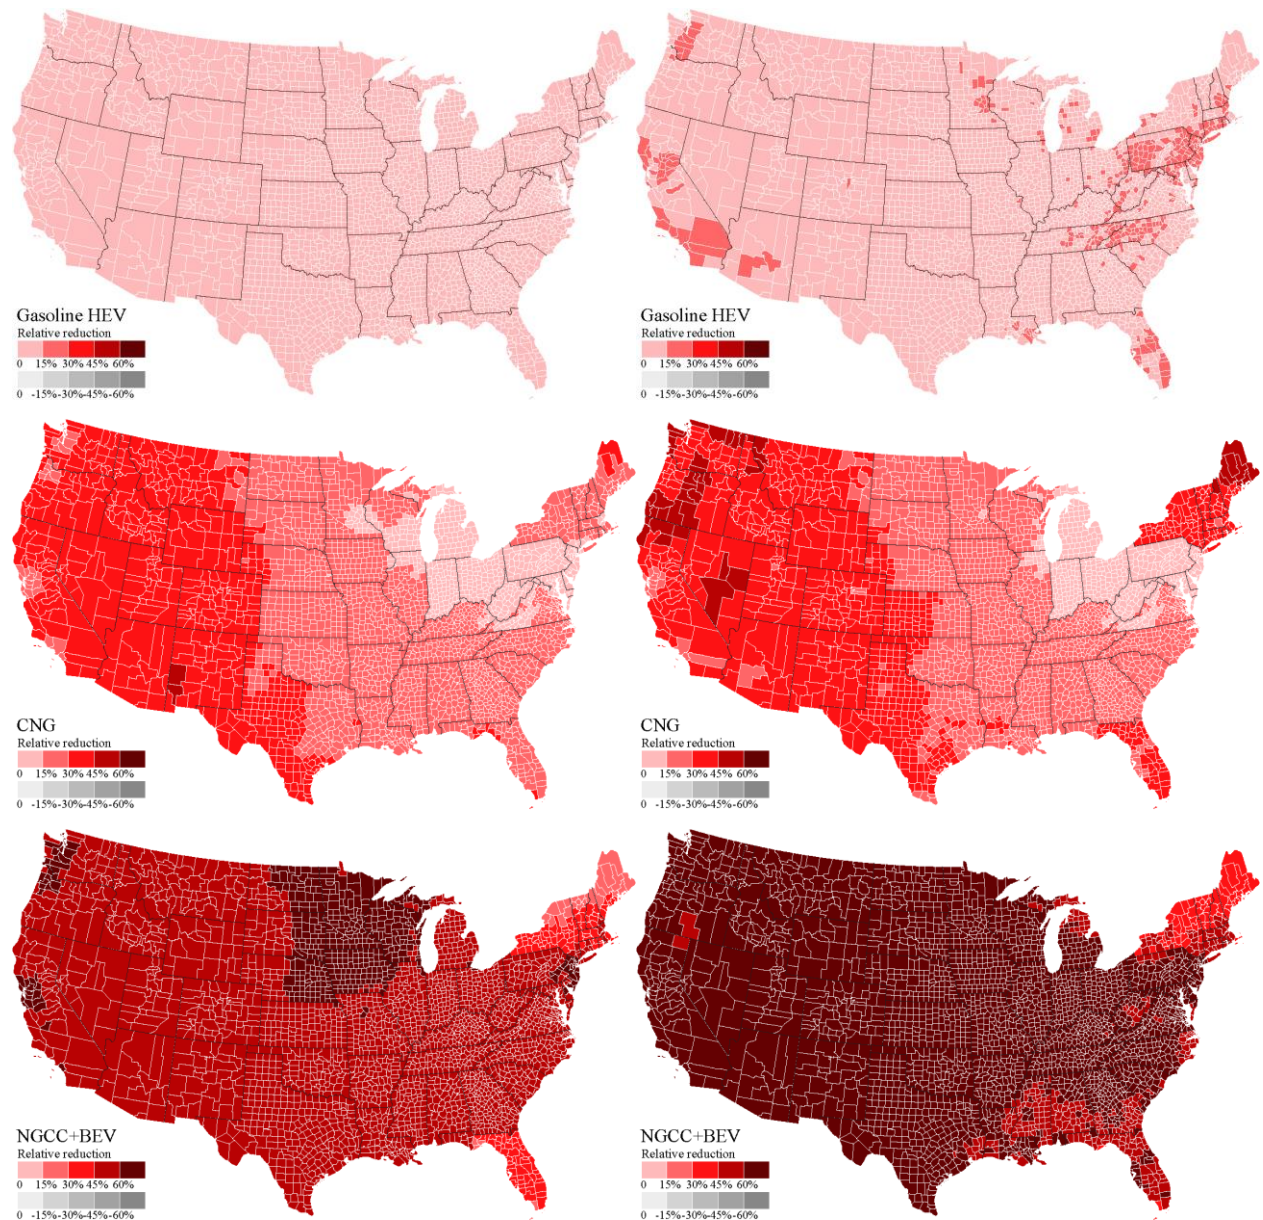 Gasoline HEV
Relative reduction
0 15% 30% 45% 60%
0 -15%-30%-45%-60%
Gasoline HEV
Relative reduction
0 15% 30% 45% 60%
0 -15%-30%-45%-60%
CNG
Relative reduction
0 15% 30% 45% 60%
0 -15%-30%-45%-60%
CNG
Relative reduction
0 15% 30% 45% 60%
0 -15%-30%-45%-60%
NGCC+BEV
Relative reduction
0 15% 30% 45% 60%
0 -15%-30%-45%-60%
NGCC+BEV
Relative reduction
0 15% 30% 45% 60%
0 -15%-30%-45%-60%